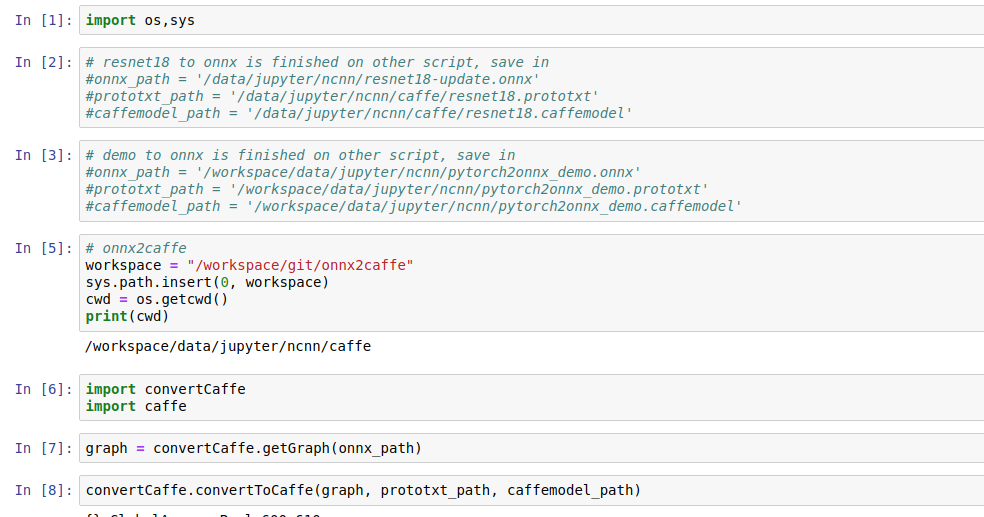 In [1]: import os,sys
In [2]: # resnet18 to onnx is finished on other script, save in
#onnx_path = '/data/jupyter/ncnn/resnet18-update.onnx'
#prototxt_path = '/data/jupyter/ncnn/caffe/resnet18.prototxt'
#caffemodel_path = '/data/jupyter/ncnn/caffe/resnet18.caffemodel'
In [3]: # demo to onnx is finished on other script, save in
#onnx_path = '/workspace/data/jupyter/ncnn/pytorch2onnx_demo.onnx'
#prototxt_path = '/workspace/data/jupyter/ncnn/pytorch2onnx_demo.prototxt'
#caffemodel_path = '/workspace/data/jupyter/ncnn/pytorch2onnx_demo.caffemodel'
In [5]: # onnx2caffe
workspace = "/workspace/git/onnx2caffe"
sys.path.insert(0, workspace)
cwd = os.getcwd()
print(cwd)
/workspace/data/jupyter/ncnn/caffe
In [6]: import convertCaffe
import caffe
In [7]: graph = convertCaffe.getGraph(onnx_path)
In [8]: convertCaffe.convertToCaffe(graph, prototxt_path, caffemodel_path)